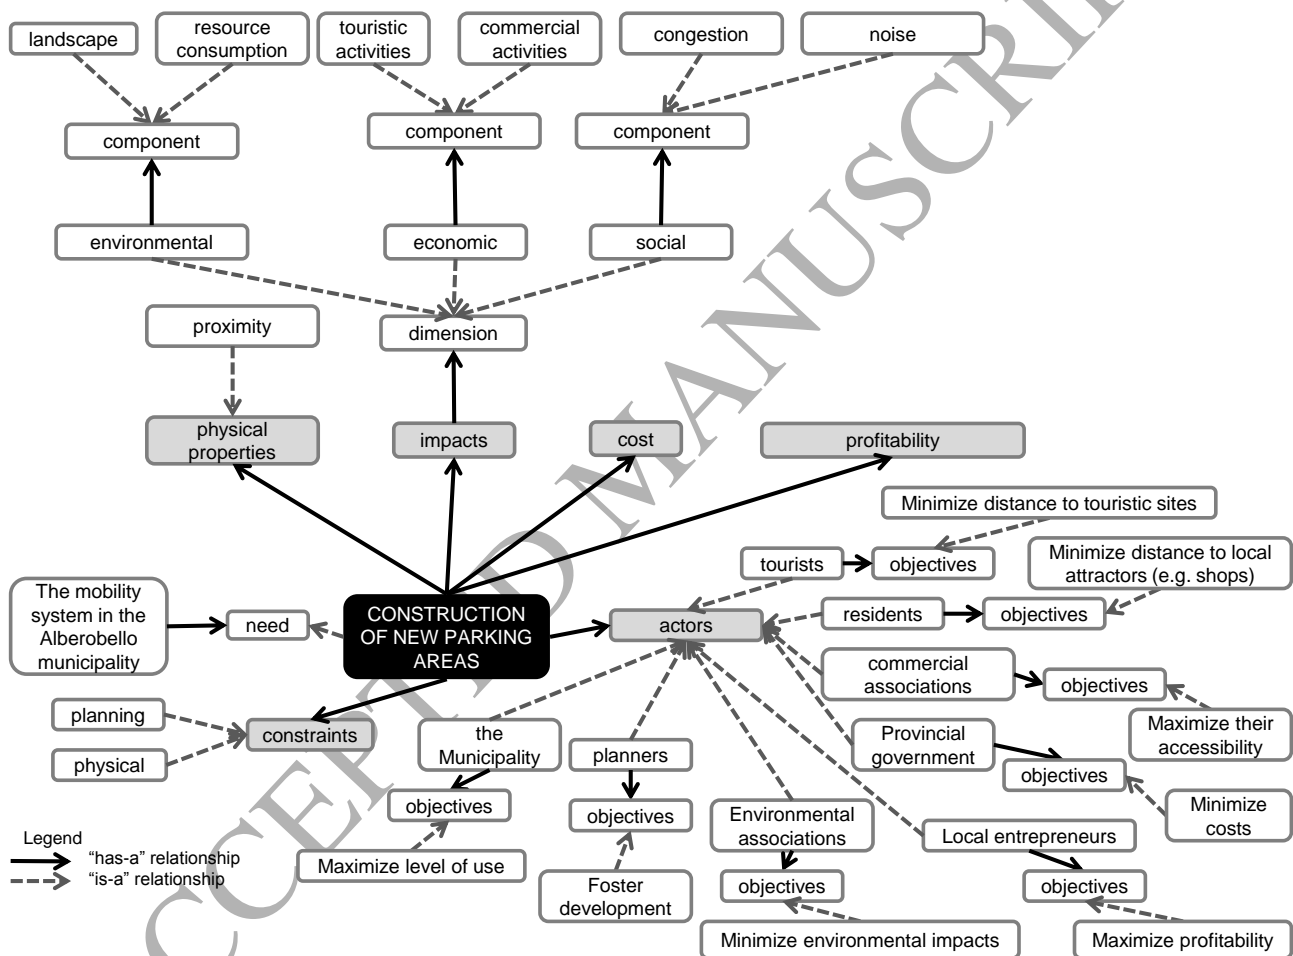 landscape
resource
consumption
touristic
activities
commercial
activities
congestion
noise
component
component
component
environmental
economic
social
proximity
dimension
physical
properties
impacts
cost
profitability
Minimize distance to touristic sites
tourists
objectives
Minimize distance to local
attractors (e.g. shops)
The mobility
system in the
Alberobello
municipality
need
CONSTRUCTION
OF NEW PARKING
AREAS
actors
residents
objectives
commercial
associations
objectives
Maximize their
accessibility
planning
physical
constraints
the
Municipality
planners
Provincial
government
objectives
Minimize
costs
objectives
objectives
Environmental
associations
Local entrepreneurs
Legend
"has-a" relationship
"is-a" relationship
Maximize level of use
Foster
development
objectives
objectives
Minimize environmental impacts
Maximize profitability
CCEPTED MANUSCRI